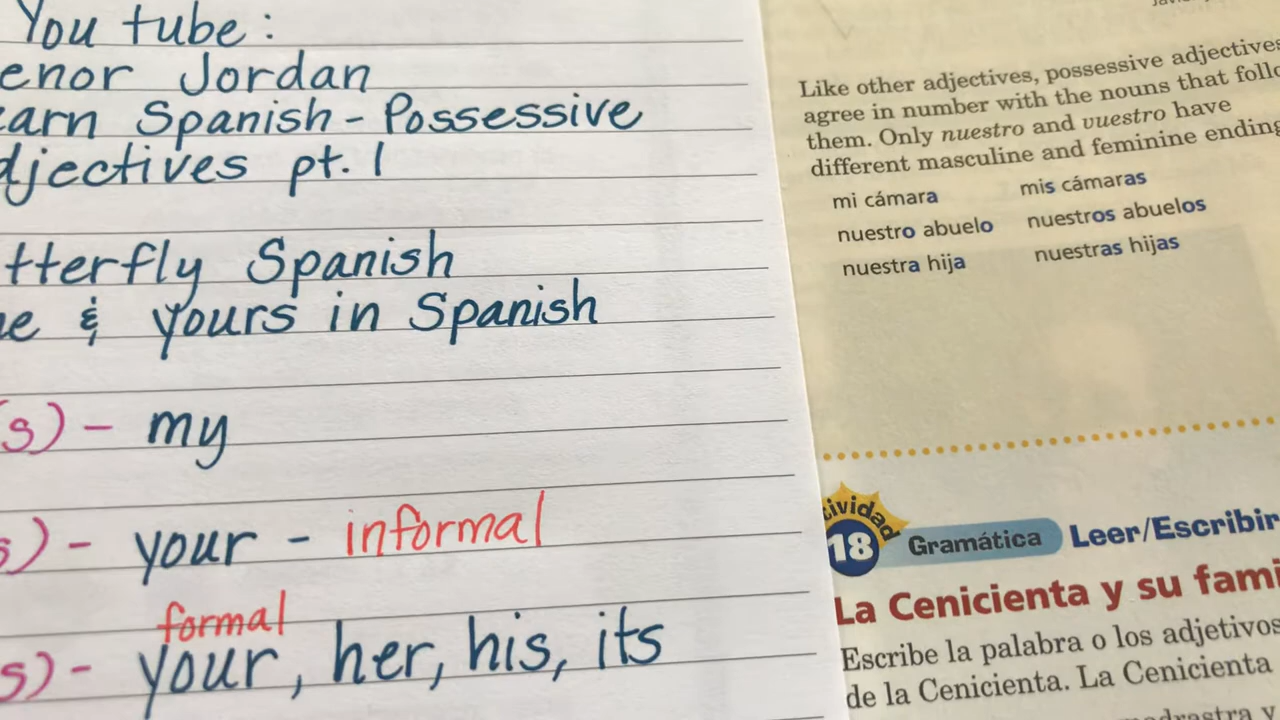 You tube:
enor Jordan
earn Spanish - Possessive
djectives pt. 1
tterfly Spanish
ne & yours in Spanish
(s) - my
s) - your - informal
formal
s) - your, her, his, its
Like other adjectives, possessive adjectives
agree in number with the nouns that follo
them. Only nuestro and vuestro have
different masculine and feminine ending
mi cámara mis cámaras
nuestro abuelo nuestros abuelos
nuestra hija nuestras hijas
tividad
18 Gramática Leer/Escribir
La Cenicienta y su fami
Escribe la palabra o los adjetivos
de la Cenicienta. La Cenicienta
madrastra y